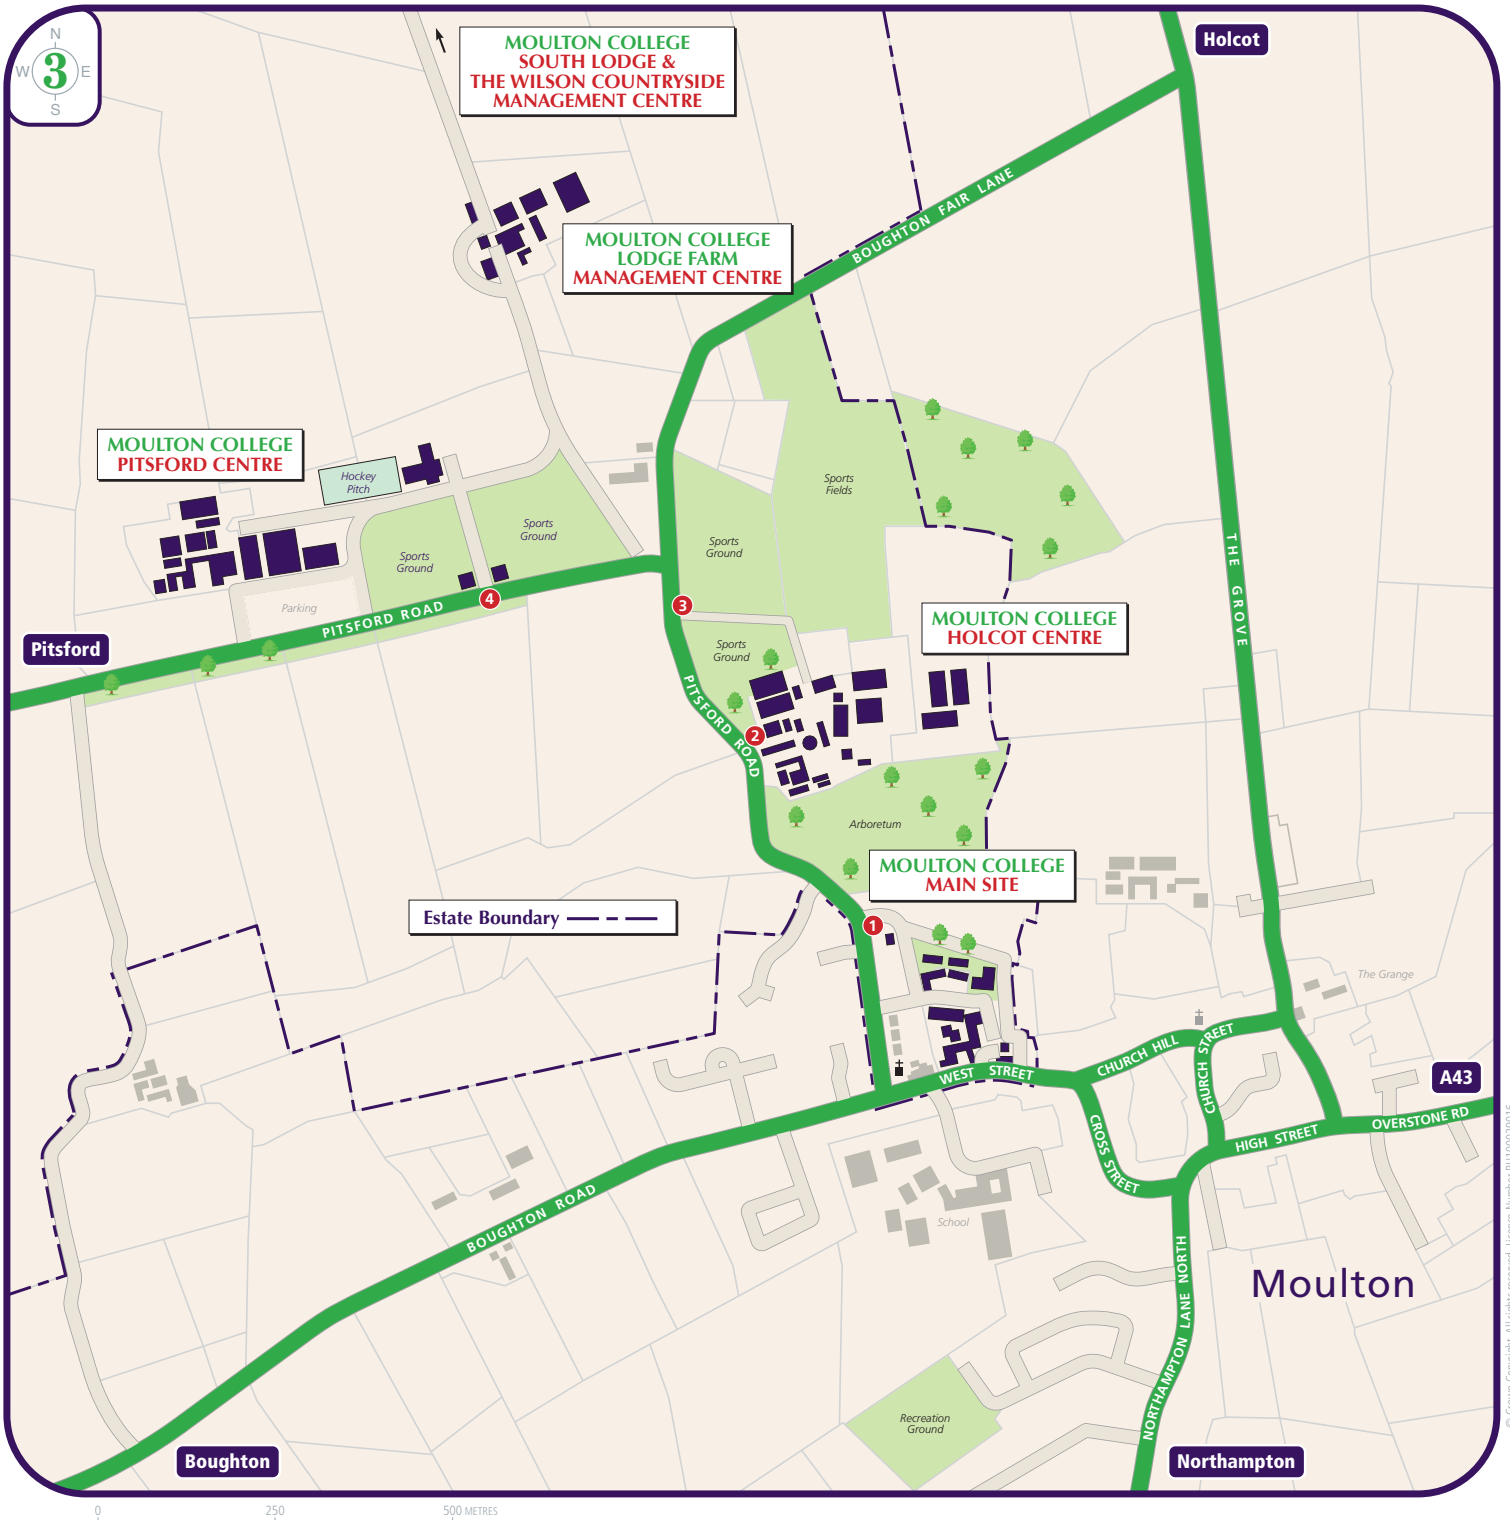 N
W 3 E
S
MOULTON COLLEGE
SOUTH LODGE &
THE WILSON COUNTRYSIDE
MANAGEMENT CENTRE
Holcot
BOUGHTON FAIR LANE
MOULTON COLLEGE
LODGE FARM
MANAGEMENT CENTRE
MOULTON COLLEGE
PITSFORD CENTRE
Hockey
Pitch
Sports
Fields
Sports
Ground
Sports
Ground
Sports
Ground
THE GROVE
Parking
PITSFORD ROAD
4
3
MOULTON COLLEGE
HOLCOT CENTRE
Pitsford
Sports
Ground
PITSFORD ROAD
2
Arboretum
MOULTON COLLEGE
MAIN SITE
Estate Boundary
1
The Grange
WEST STREET
CHURCH HILL
CHURCH STREET
A43
CROSS STREET
HIGH STREET
OVERSTONE RD
School
BOUGHTON ROAD
NORTHAMPTON LANE NORTH
Moulton
Recreation
Ground
Boughton
Northampton
0 250 500 METRES